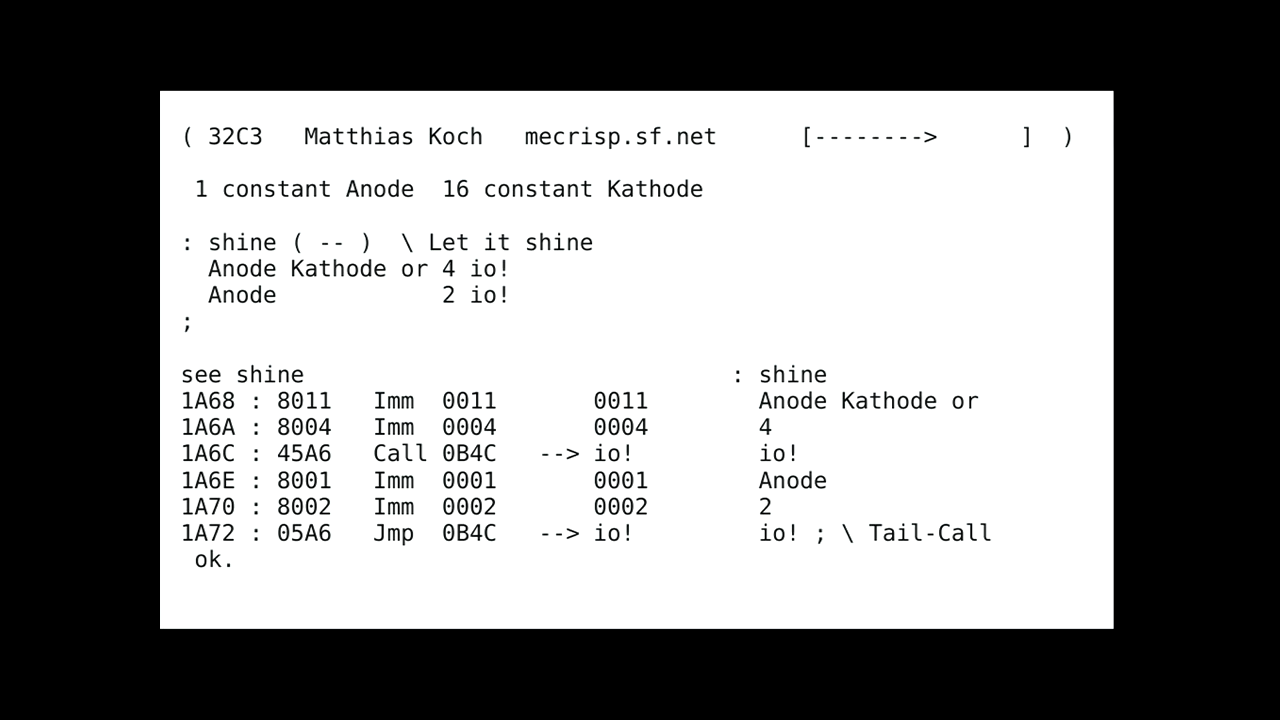 ( 32C3   Matthias Koch   mecrisp.sf.net      [-------->      ]  )
 1 constant Anode  16 constant Kathode
: shine ( -- )  \ Let it shine
  Anode Kathode or 4 io!
  Anode            2 io!
;
see shine                               : shine
1A68 : 8011   Imm  0011       0011        Anode Kathode or
1A6A : 8004   Imm  0004       0004        4
1A6C : 45A6   Call 0B4C   --> io!         io!
1A6E : 8001   Imm  0001       0001        Anode
1A70 : 8002   Imm  0002       0002        2
1A72 : 05A6   Jmp  0B4C   --> io!         io! ; \ Tail-Call
 ok.